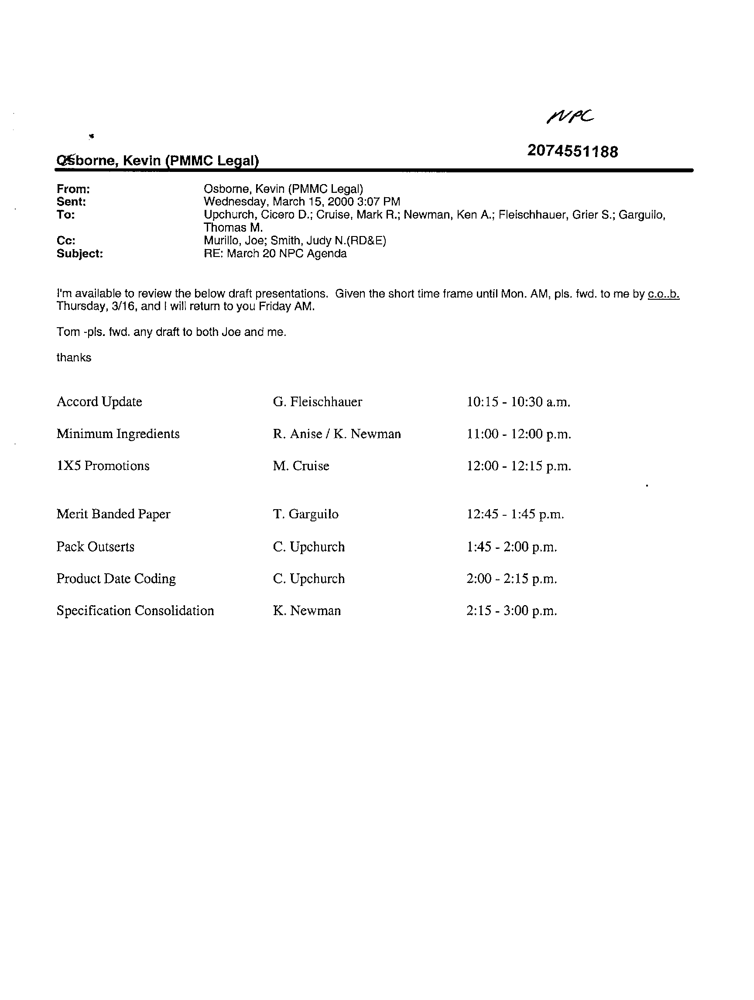 NPC
2074551188
Osborne, Kevin (PMMC Legal)
From: Osborne, Kevin (PMMC Legal)
Sent: Wednesday, March 15, 2000 3:07 PM
To: Upchurch, Cicero D.; Cruise, Mark R.; Newman, Ken A.; Fleischhauer, Grier S.; Garguilo,
Thomas M.
Cc: Murillo, Joe; Smith, Judy N.(RD&E)
Subject: RE: March 20 NPC Agenda
I'm available to review the below draft presentations. Given the short time frame until Mon. AM, pls. fwd. to me by c.o..b.
Thursday, 3/16, and I will return to you Friday AM.
Tom -pls. fwd. any draft to both Joe and me.
thanks
Accord Update G. Fleischhauer 10:15 - 10:30 a.m.
Minimum Ingredients R. Anise / K. Newman 11:00 - 12:00 p.m.
1X5 Promotions M. Cruise 12:00 - 12:15 p.m.
Merit Banded Paper T. Garguilo 12:45 - 1:45 p.m.
Pack Outserts C. Upchurch 1:45 - 2:00 p.m.
Product Date Coding C. Upchurch 2:00 - 2:15 p.m.
Specification Consolidation K. Newman 2:15 - 3:00 p.m.